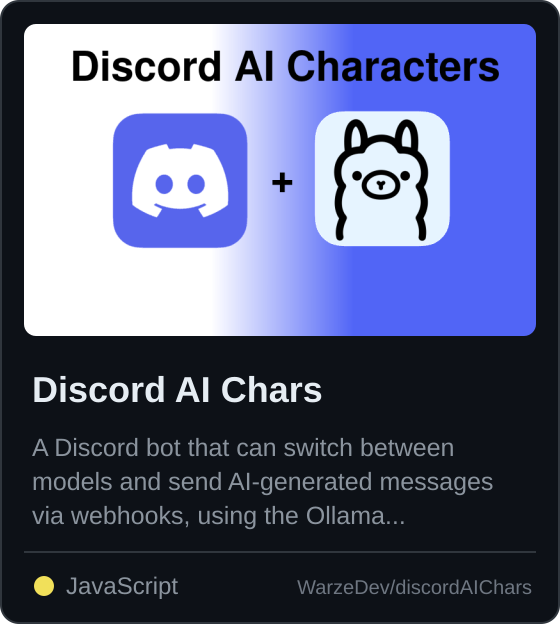 Discord AI Characters
+
Discord AI Chars
A Discord bot that can switch between
models and send AI-generated messages
via webhooks, using the Ollama...
JavaScript
WarzeDev/discordAIChars